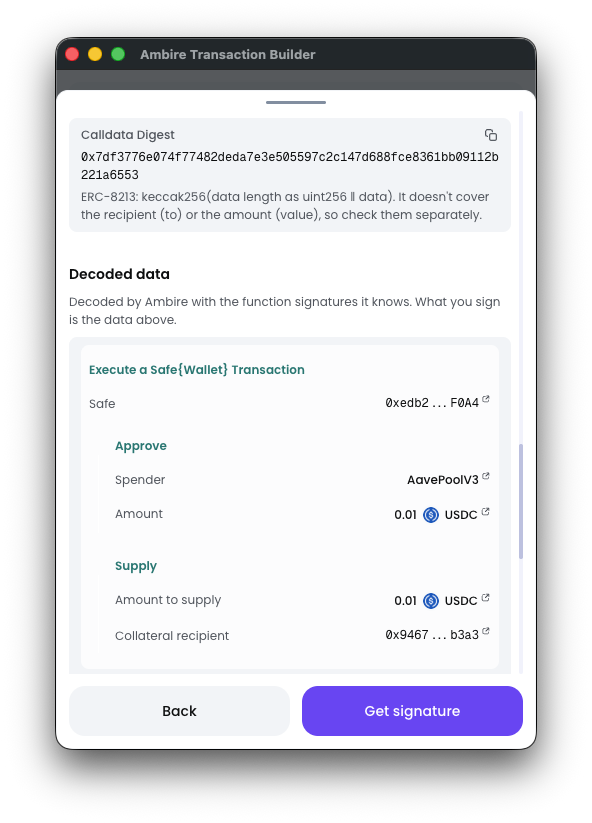 Ambire Transaction Builder
Calldata Digest
0x7df3776e074f77482deda7e3e505597c2c147d688fce8361bb09112b
221a6553
ERC-8213: keccak256(data length as uint256 ‖ data). It doesn't cover
the recipient (to) or the amount (value), so check them separately.
Decoded data
Decoded by Ambire with the function signatures it knows. What you sign
is the data above.
Execute a Safe{Wallet} Transaction
Safe 0xedb2...F0A4
Approve
Spender AavePoolV3
Amount 0.01 USDC
Supply
Amount to supply 0.01 USDC
Collateral recipient 0x9467...b3a3
Back Get signature